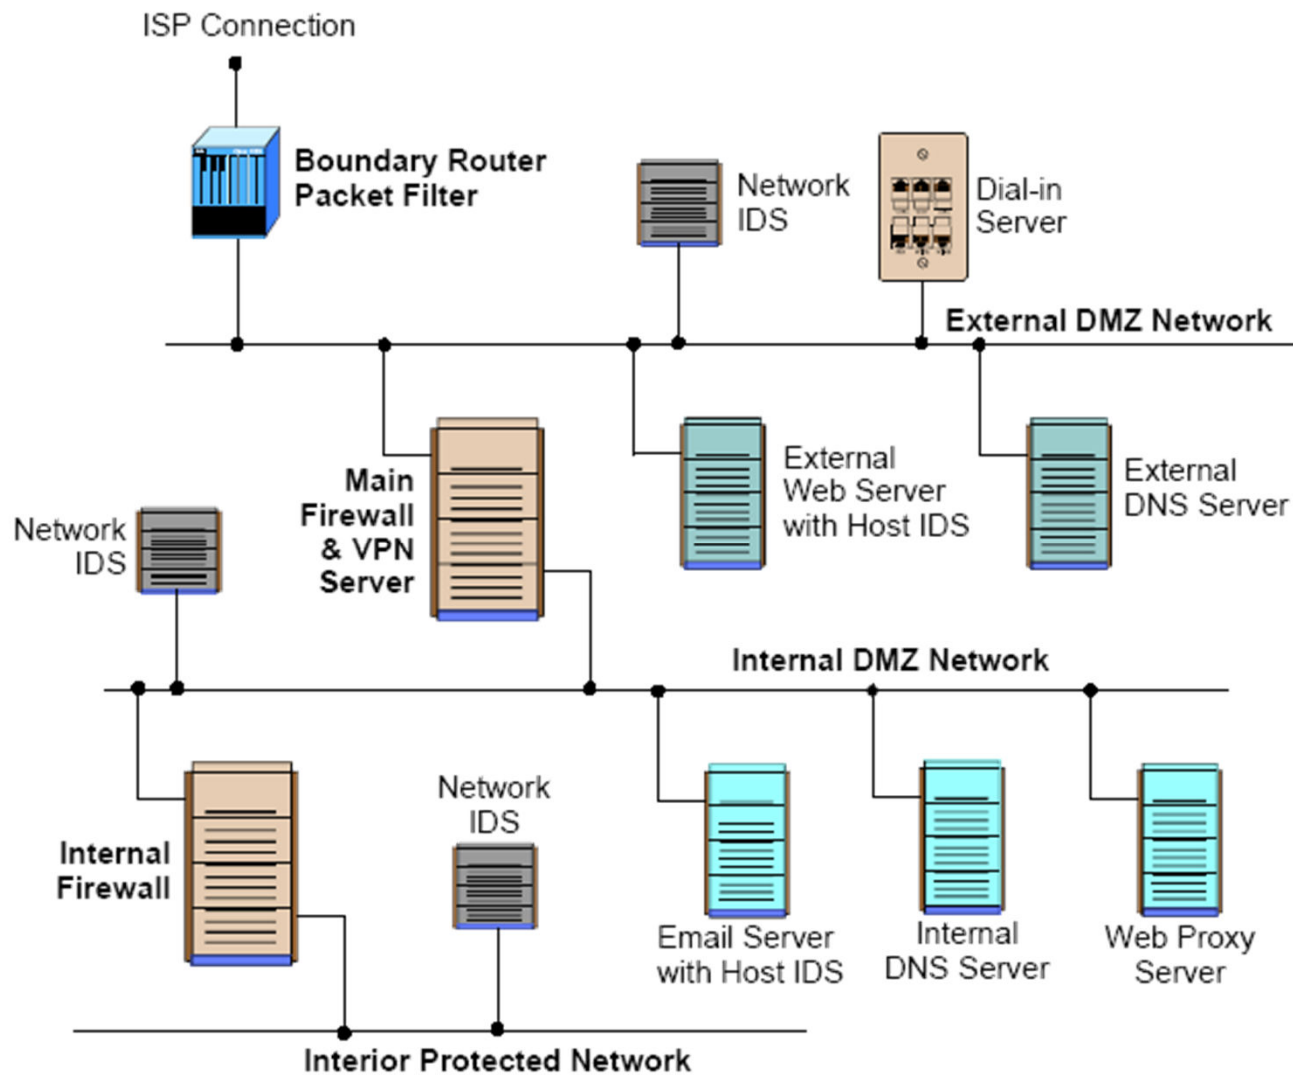 ISP Connection
Boundary Router
Packet Filter
Network
IDS
Dial-in
Server
External DMZ Network
Main
Firewall
& VPN
Server
External
Web Server
with Host IDS
External
DNS Server
Network
IDS
Internal DMZ Network
Internal
Firewall
Network
IDS
Email Server
with Host IDS
Internal
DNS Server
Web Proxy
Server
Interior Protected Network